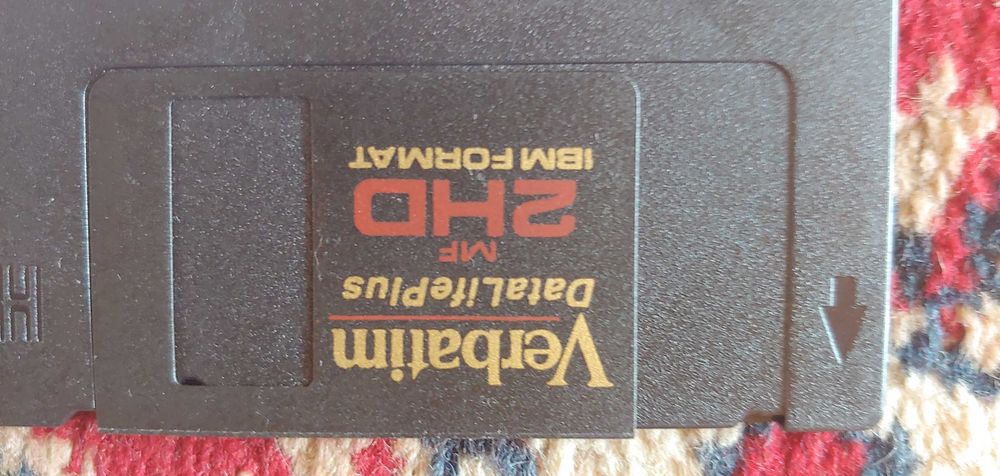 Verbatim
DataLifePlus
MF
2HD
IBM FORMAT